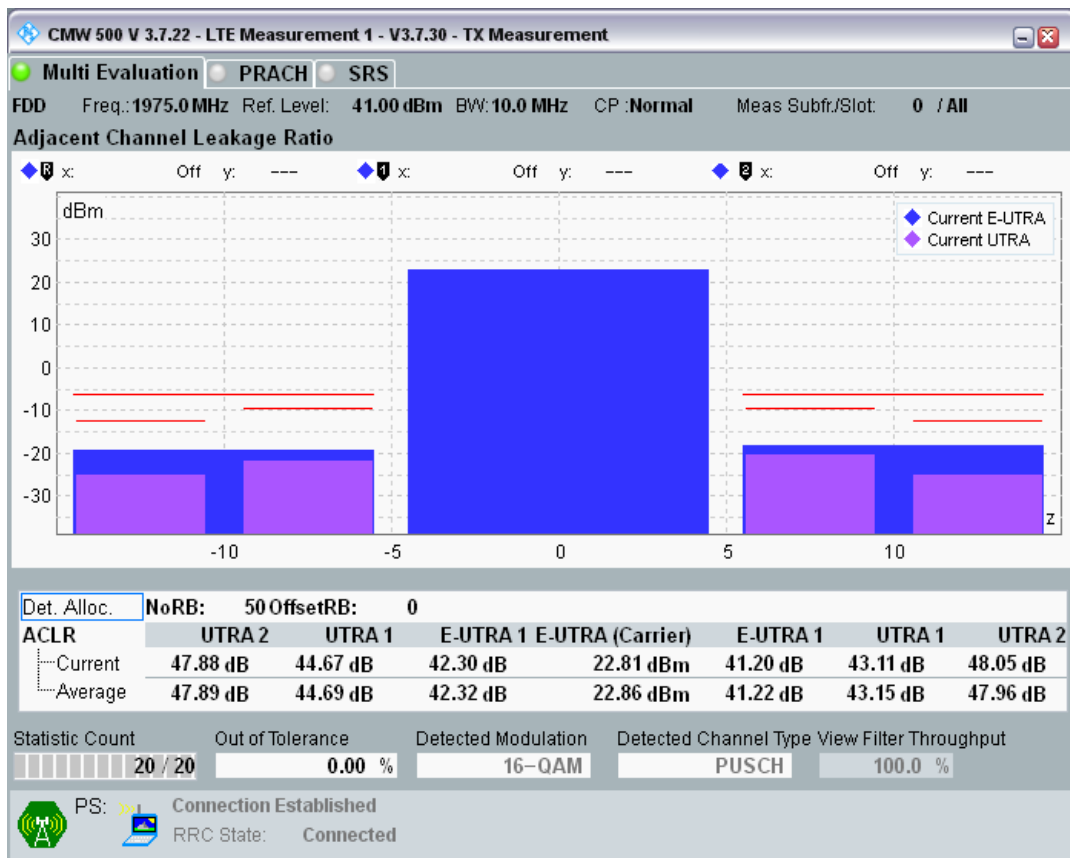 CMW 500 V 3.7.22 - LTE Measurement 1 - V3.7.30 - TX Measurement
Multi Evaluation PRACH SRS
FDD Freq.: 1975.0 MHz Ref. Level: 41.00 dBm BW: 10.0 MHz CP :Normal Meas Subfr./Slot: 0 / All
Adjacent Channel Leakage Ratio
R x: Off y: --- 1 x: Off y: --- 2 x: Off y: ---
dBm
Current E-UTRA
Current UTRA
30
20
10
0
-10
-20
-30
z
-10 -5 0 5 10
Det. Alloc. NoRB: 50 OffsetRB: 0
ACLR UTRA 2 UTRA 1 E-UTRA 1 E-UTRA (Carrier) E-UTRA 1 UTRA 1 UTRA 2
Current 47.88 dB 44.67 dB 42.30 dB 22.81 dBm 41.20 dB 43.11 dB 48.05 dB
Average 47.89 dB 44.69 dB 42.32 dB 22.86 dBm 41.22 dB 43.15 dB 47.96 dB
Statistic Count Out of Tolerance Detected Modulation Detected Channel Type View Filter Throughput
20 / 20 0.00 % 16-QAM PUSCH 100.0 %
PS: Connection Established
RRC State: Connected